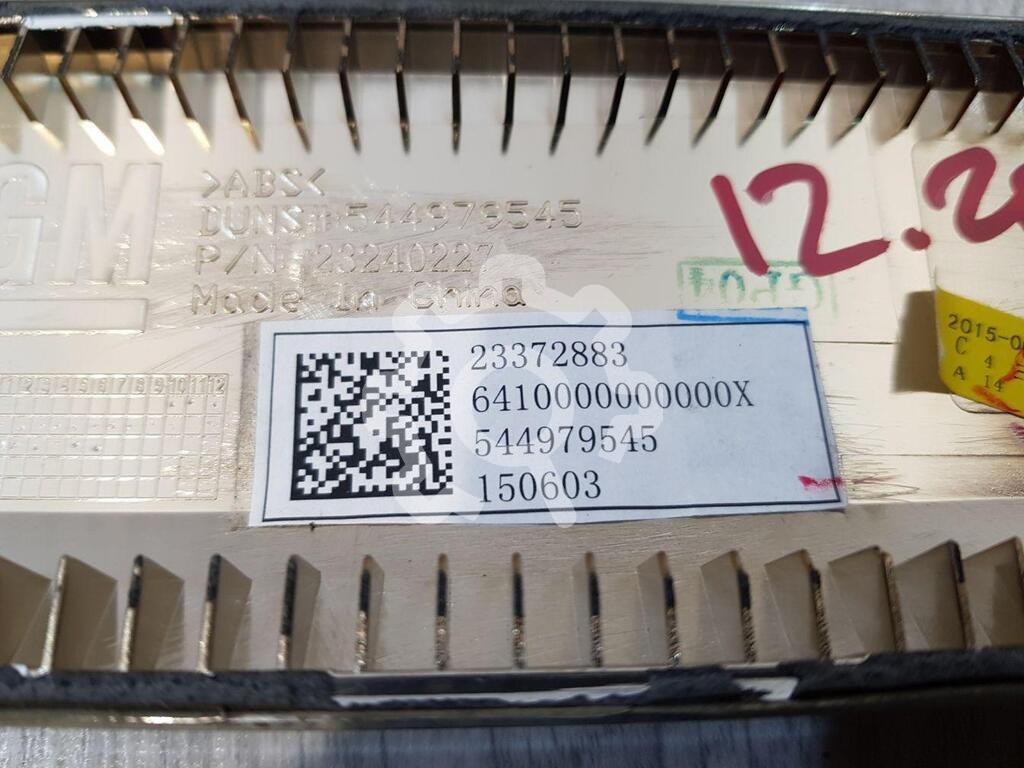 GM
>ABS<
DUNS#544979545
P/N:23240227
Made In China
12.2
23372883
6410000000000X
544979545
150603
2015-0
C 4
A 14
1 2 3 4 5 6 7 8 9 10 11 12